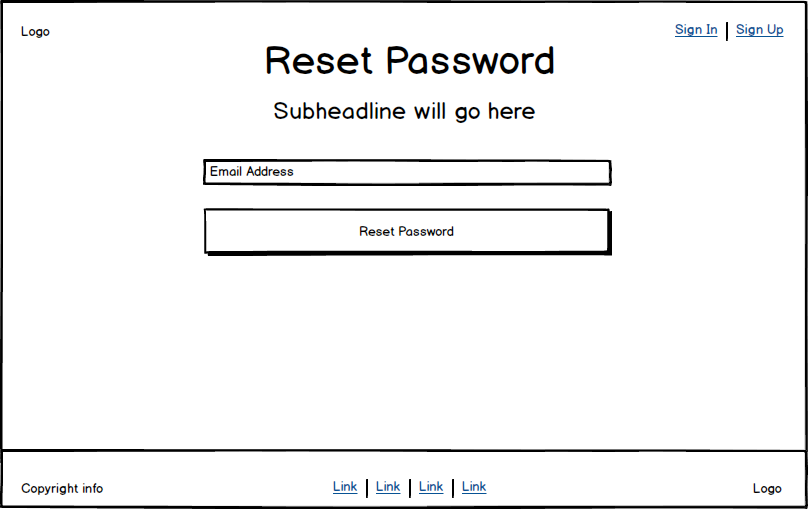 Logo
Sign In | Sign Up
Reset Password
Subheadline will go here
Email Address
Reset Password
Copyright info
Link | Link | Link | Link
Logo